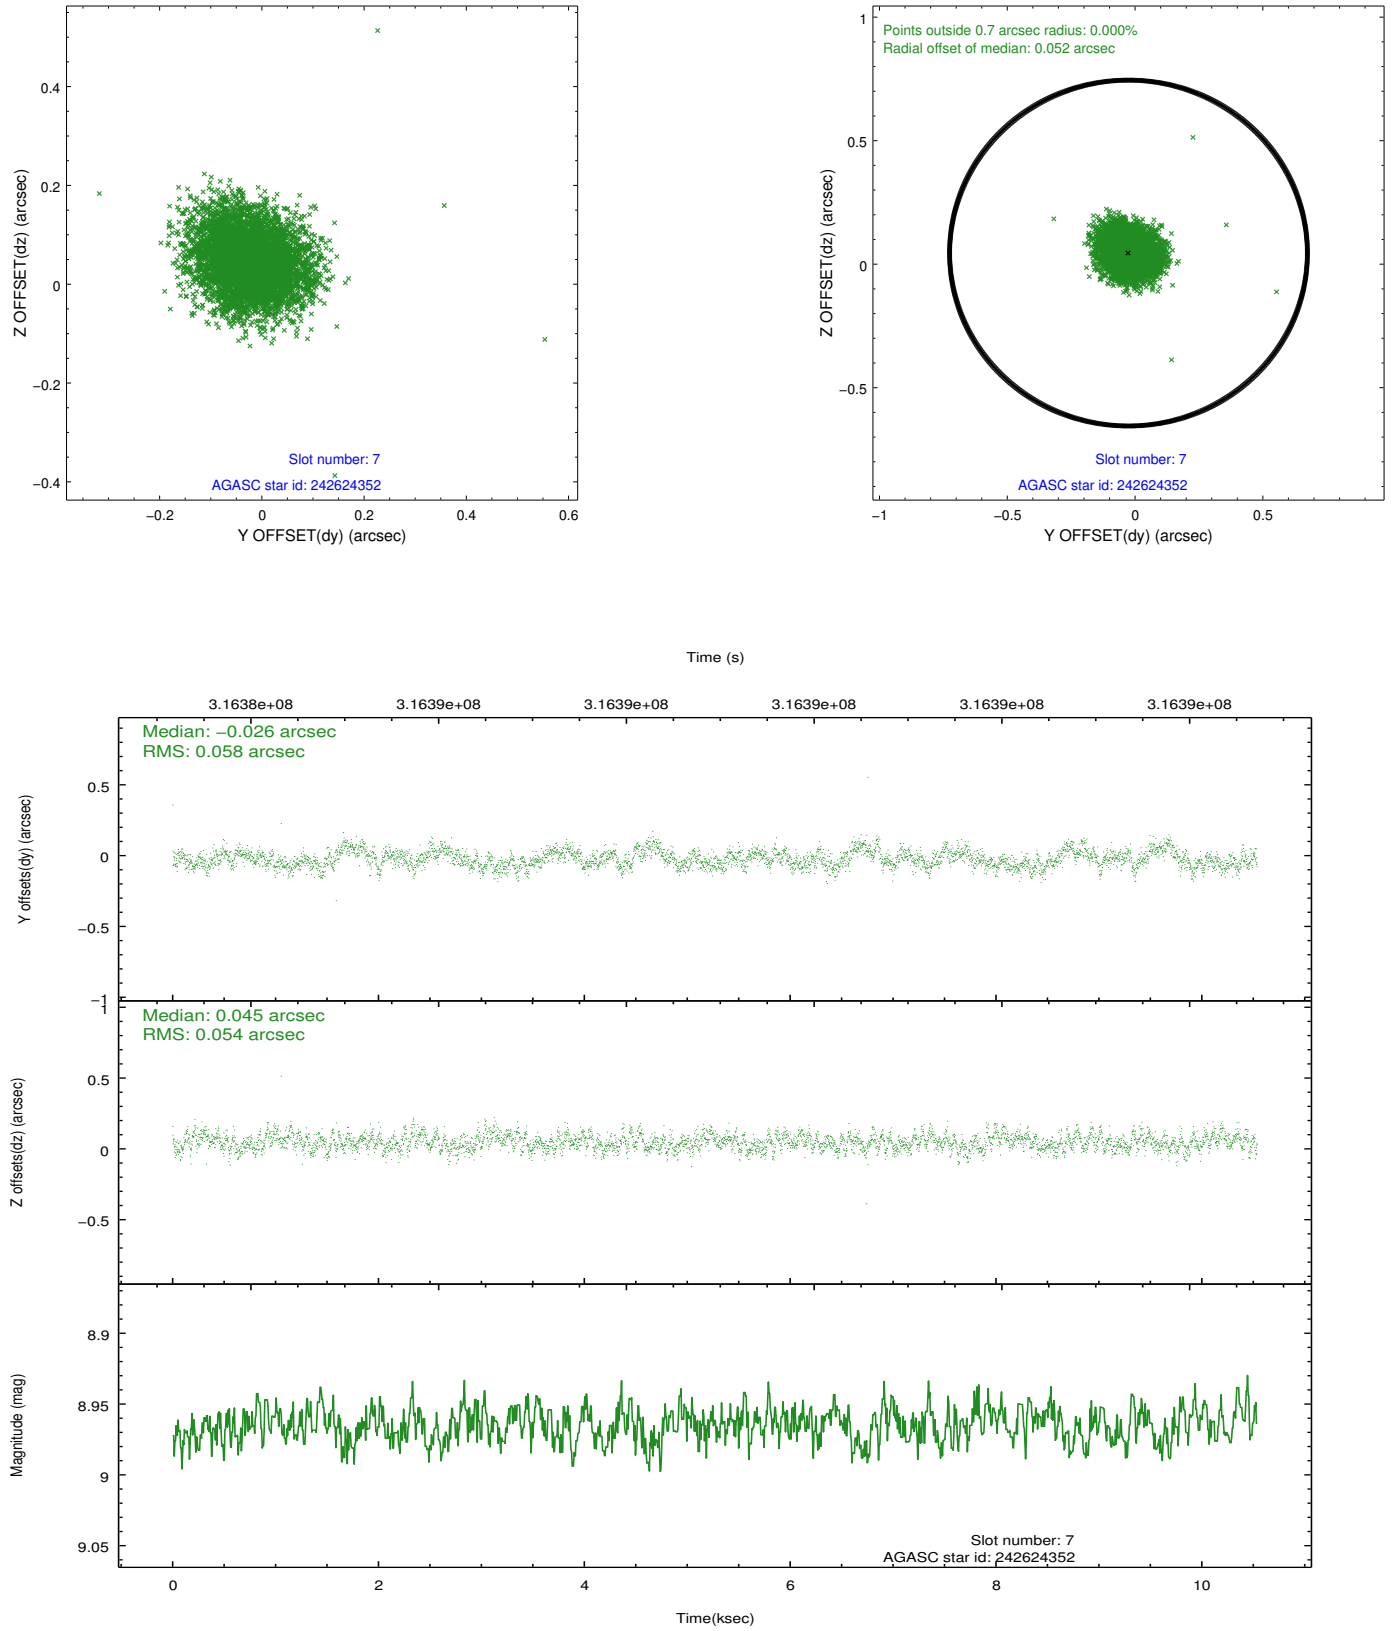 0.4
0.2
0
−0.2
−0.4
Z OFFSET(dz) (arcsec)
Slot number: 7
AGASC star id: 242624352
−0.2 0 0.2 0.4 0.6
Y OFFSET(dy) (arcsec)
Points outside 0.7 arcsec radius: 0.000%
Radial offset of median: 0.052 arcsec
1
0.5
0
−0.5
Z OFFSET(dz) (arcsec)
Slot number: 7
AGASC star id: 242624352
−1 −0.5 0 0.5
Y OFFSET(dy) (arcsec)
Time (s)
3.1638e+08 3.1639e+08 3.1639e+08 3.1639e+08 3.1639e+08 3.1639e+08
Median: −0.026 arcsec
RMS: 0.058 arcsec
0.5
0
−0.5
−1
Y offsets(dy) (arcsec)
1
Median: 0.045 arcsec
RMS: 0.054 arcsec
0.5
0
−0.5
Z offsets(dz) (arcsec)
8.9
8.95
9
9.05
Magnitude (mag)
Slot number: 7
AGASC star id: 242624352
0 2 4 6 8 10
Time(ksec)